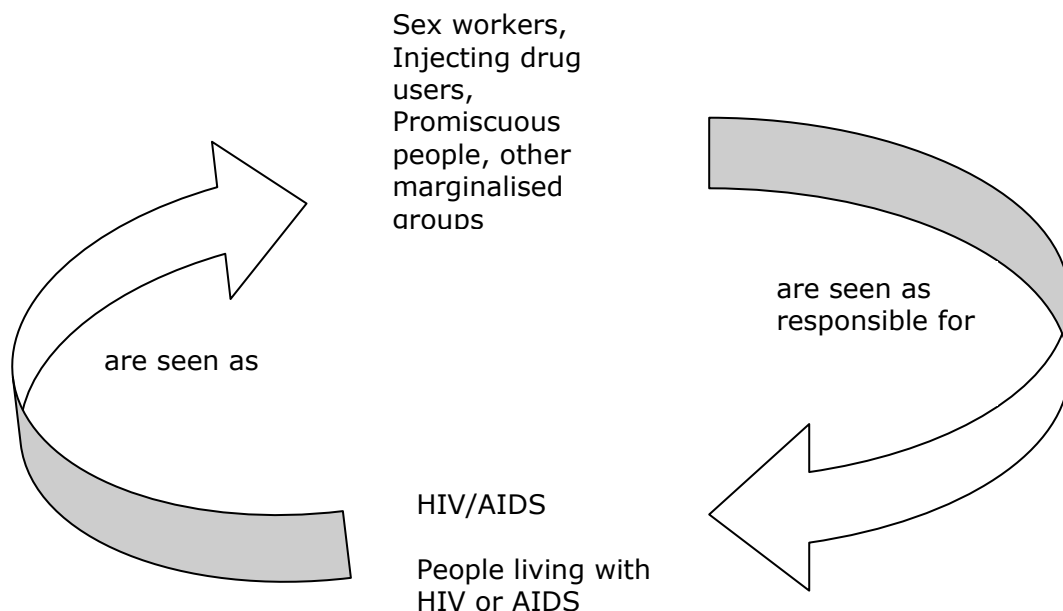 Sex workers,
Injecting drug
users,
Promiscuous
people, other
marginalised
groups
are seen as
responsible for
are seen as
HIV/AIDS
People living with
HIV or AIDS